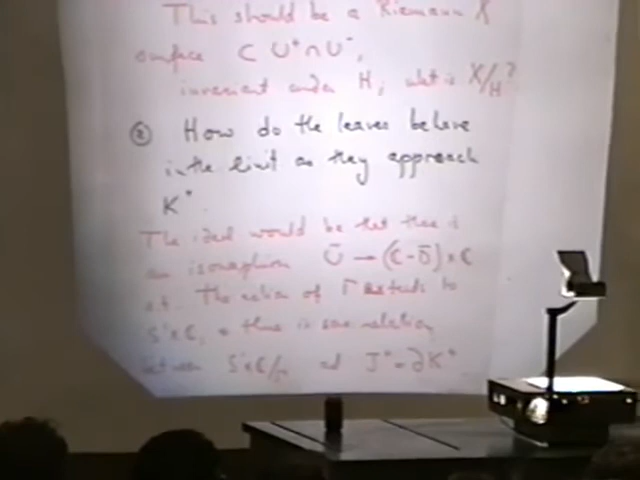 This should be a Riemann X
surface ⊂ U⁺ ∩ U⁻,
invariant under H; what is X/H?
② How do the leaves behave
in the limit as they approach
K⁺.
The ideal would be that there is
an isomorphism Ũ → (ℂ-D̄)×ℂ
s.t. The action of Γ extends to
S¹×ℂ, + there is some relation
between S¹×ℂ/Γ and J⁺=∂K⁺